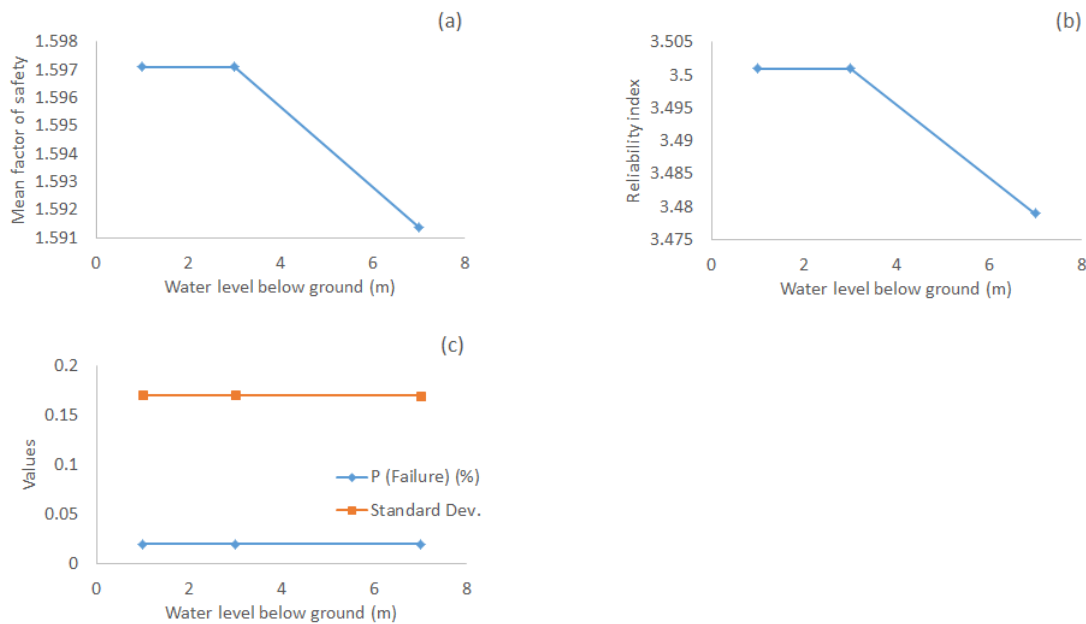 (a)
1.598
1.597
1.596
1.595
1.594
1.593
1.592
1.591
Mean factor of safety
0 2 4 6 8
Water level below ground (m)
(b)
3.505
3.5
3.495
3.49
3.485
3.48
3.475
Reliability index
0 2 4 6 8
Water level below ground (m)
(c)
0.2
0.15
0.1
0.05
0
Values
P (Failure) (%)
Standard Dev.
0 2 4 6 8
Water level below ground (m)